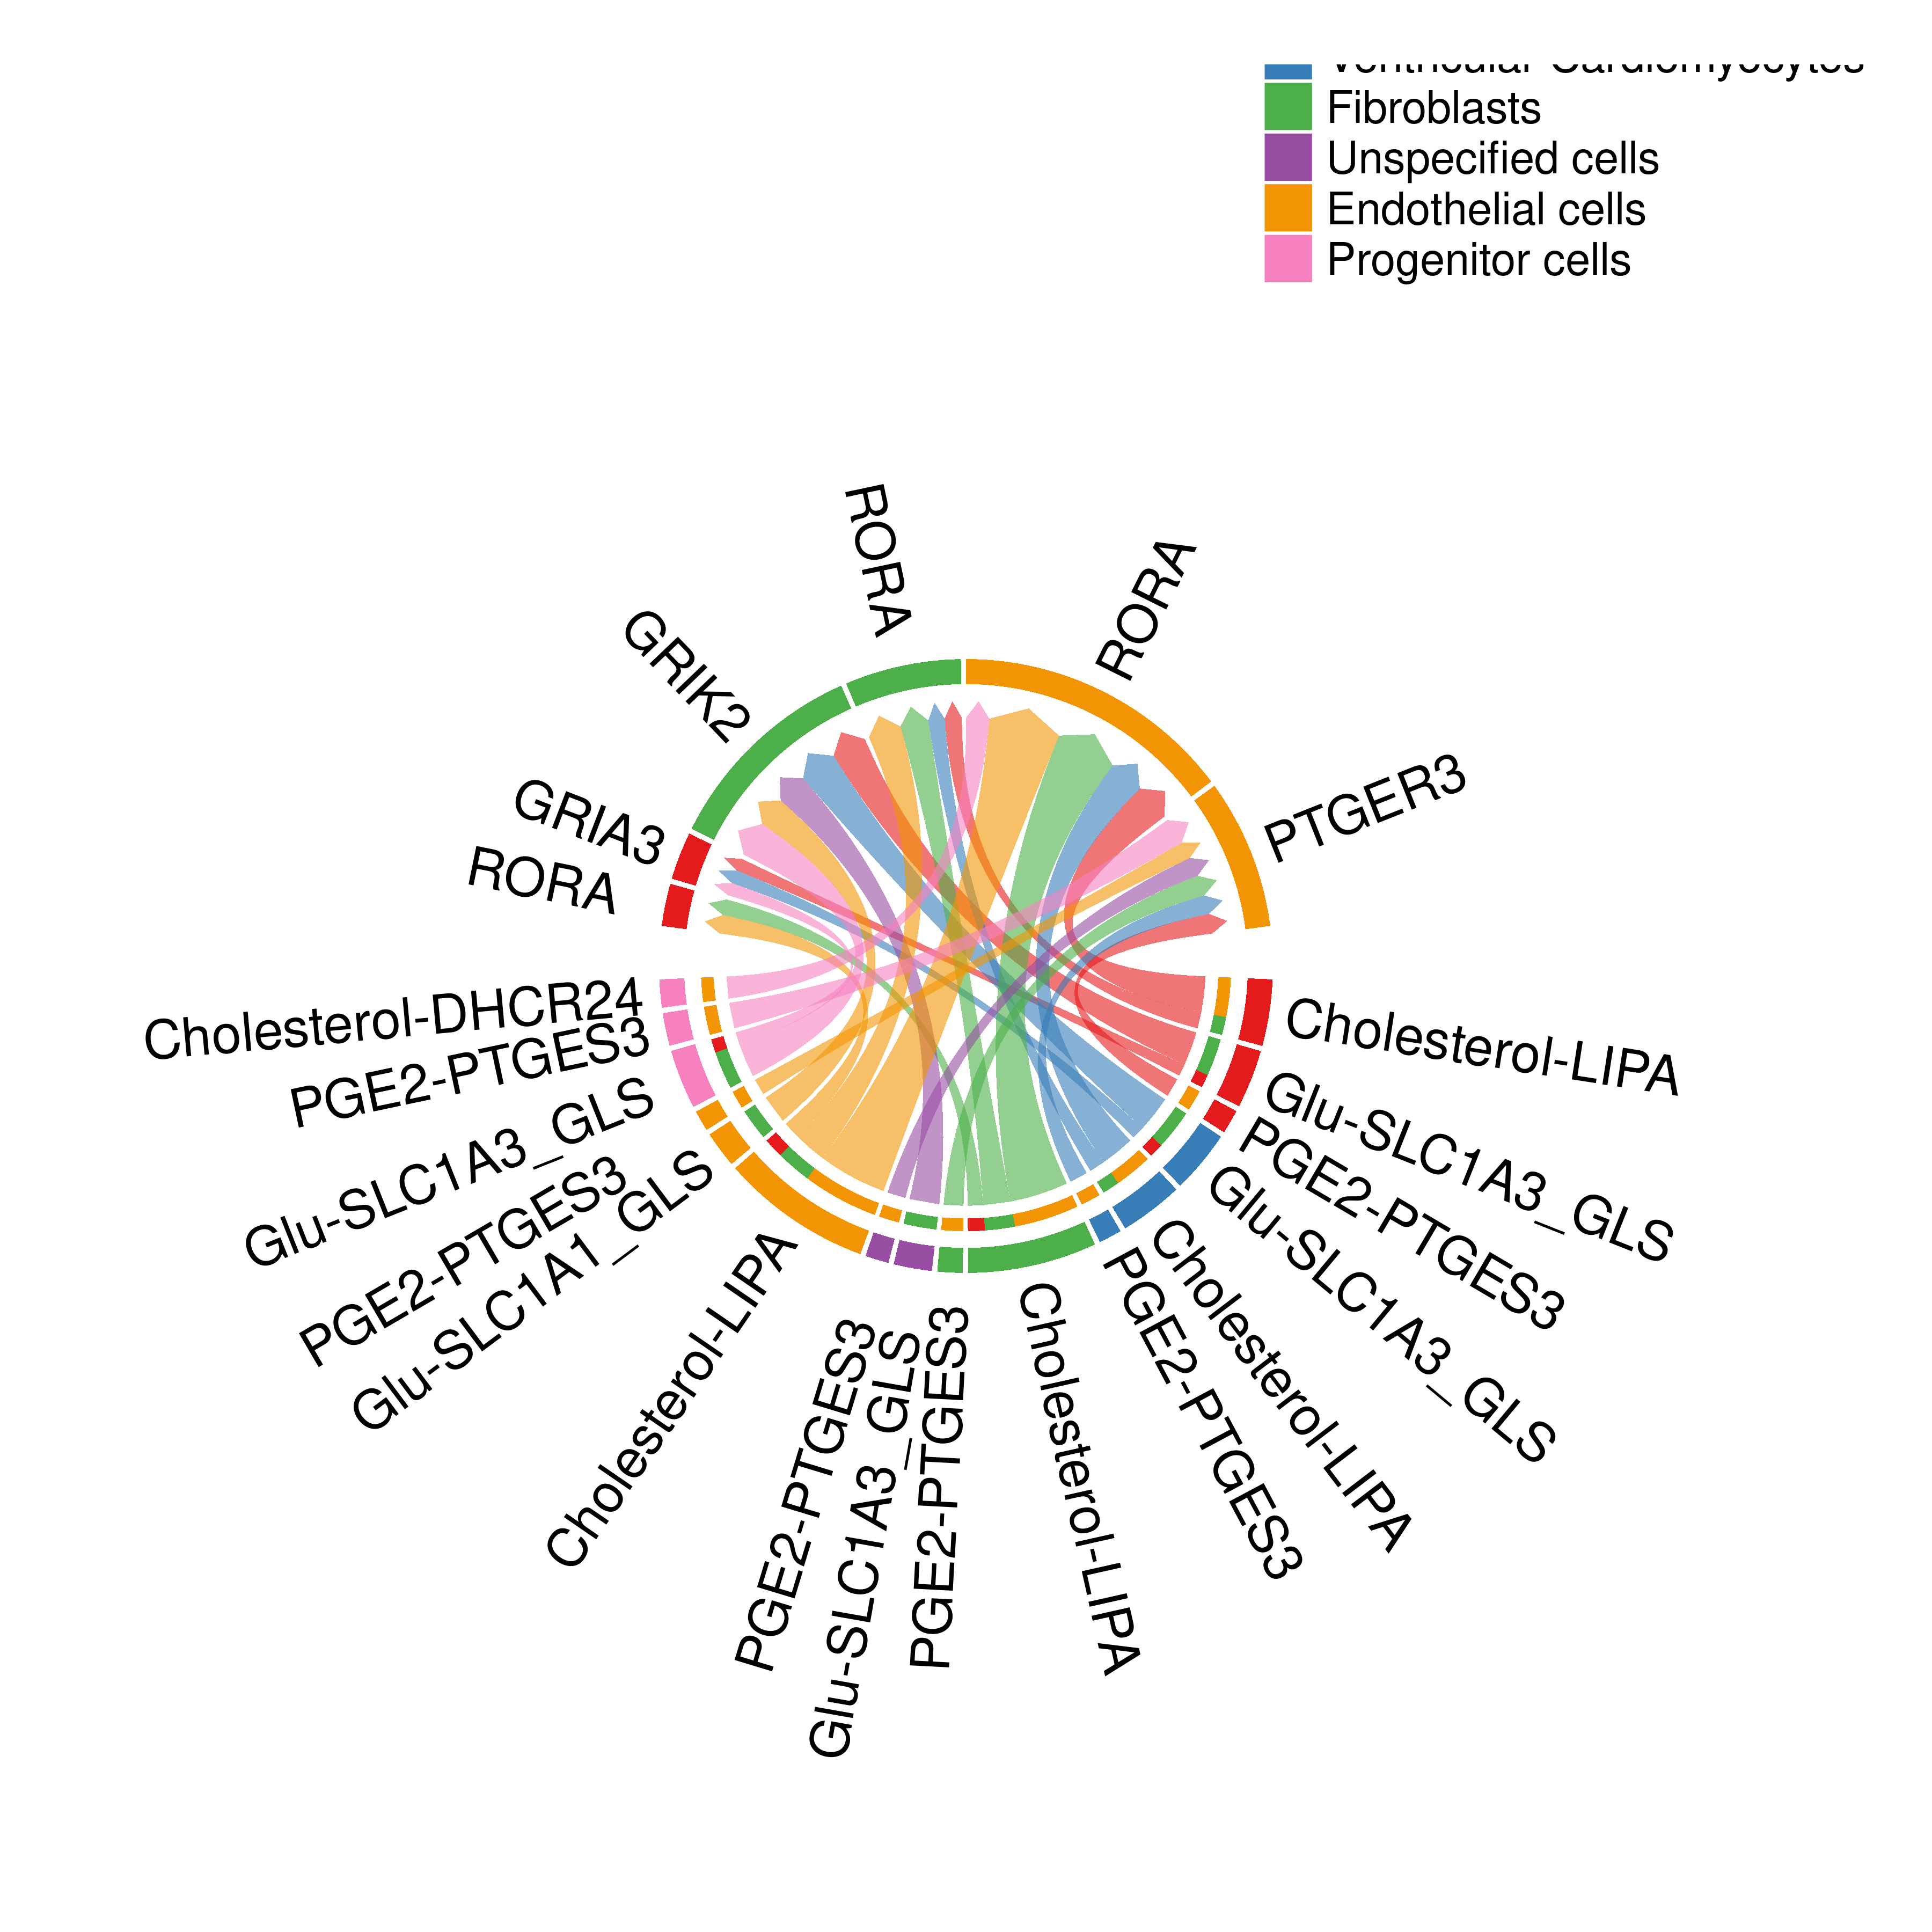 Ventricular Cardiomyocytes
Fibroblasts
Unspecified cells
Endothelial cells
Progenitor cells
RORA
RORA
GRIK2
PTGER3
GRIA3
RORA
Cholesterol-DHCR24
PGE2-PTGES3
Glu-SLC1A3_GLS
PGE2-PTGES3
Glu-SLC1A1_GLS
Cholesterol-LIPA
PGE2-PTGES3
Glu-SLC1A3_GLS
PGE2-PTGES3
Cholesterol-LIPA
PGE2-PTGES3
Cholesterol-LIPA
Glu-SLC1A3_GLS
PGE2-PTGES3
Glu-SLC1A3_GLS
Cholesterol-LIPA